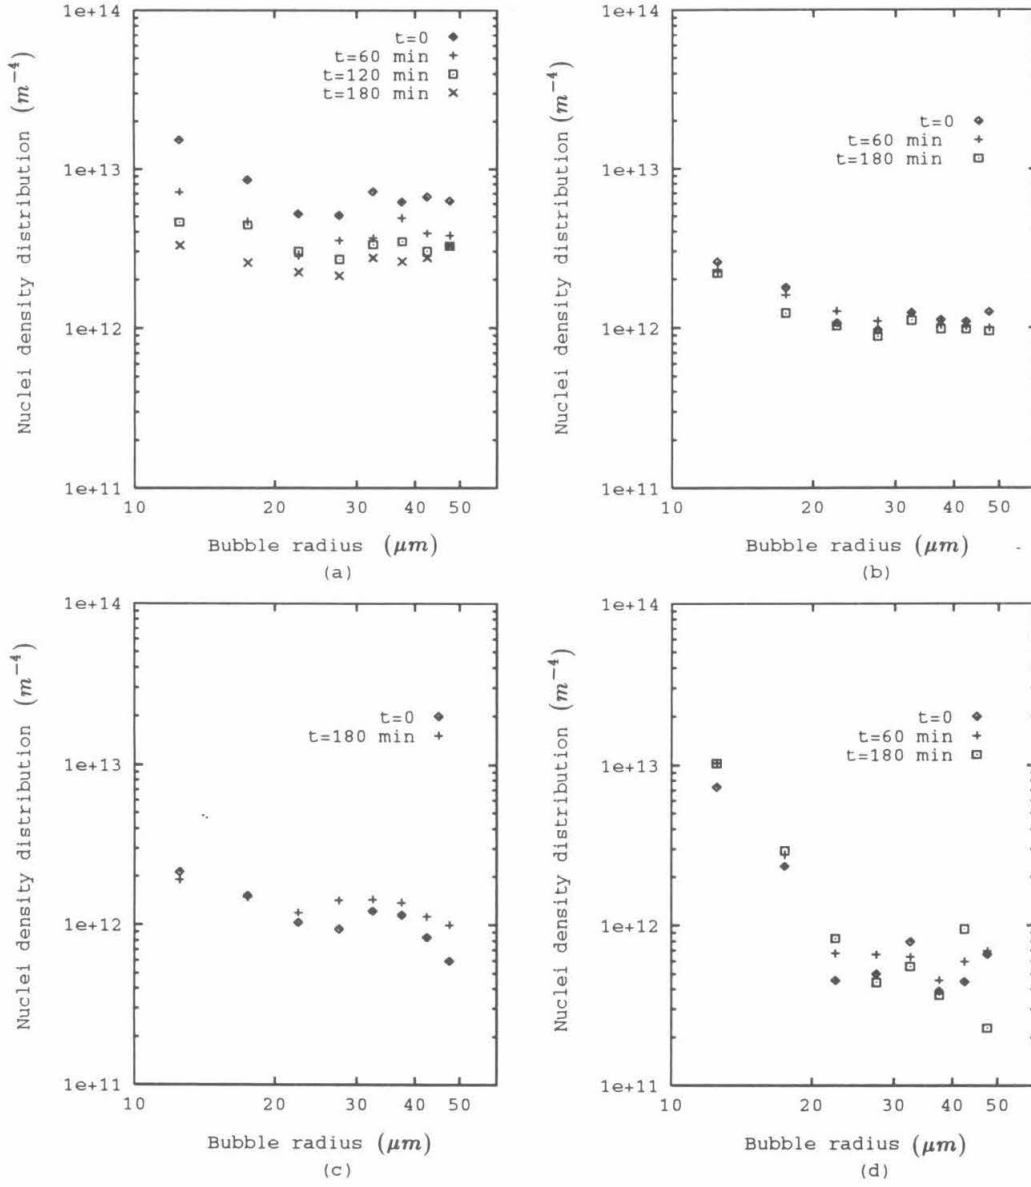 1e+14
1e+13
1e+12
1e+11
10
20
30
40
50
Nuclei density distribution (m⁻⁴)
t=0
t=60 min
t=120 min
t=180 min
Bubble radius (μm)
(a)
1e+14
1e+13
1e+12
1e+11
10
20
30
40
50
Nuclei density distribution (m⁻⁴)
t=0
t=60 min
t=180 min
Bubble radius (μm)
(b)
1e+14
1e+13
1e+12
1e+11
10
20
30
40
50
Nuclei density distribution (m⁻⁴)
t=0
t=180 min
Bubble radius (μm)
(c)
1e+14
1e+13
1e+12
1e+11
10
20
30
40
50
Nuclei density distribution (m⁻⁴)
t=0
t=60 min
t=180 min
Bubble radius (μm)
(d)